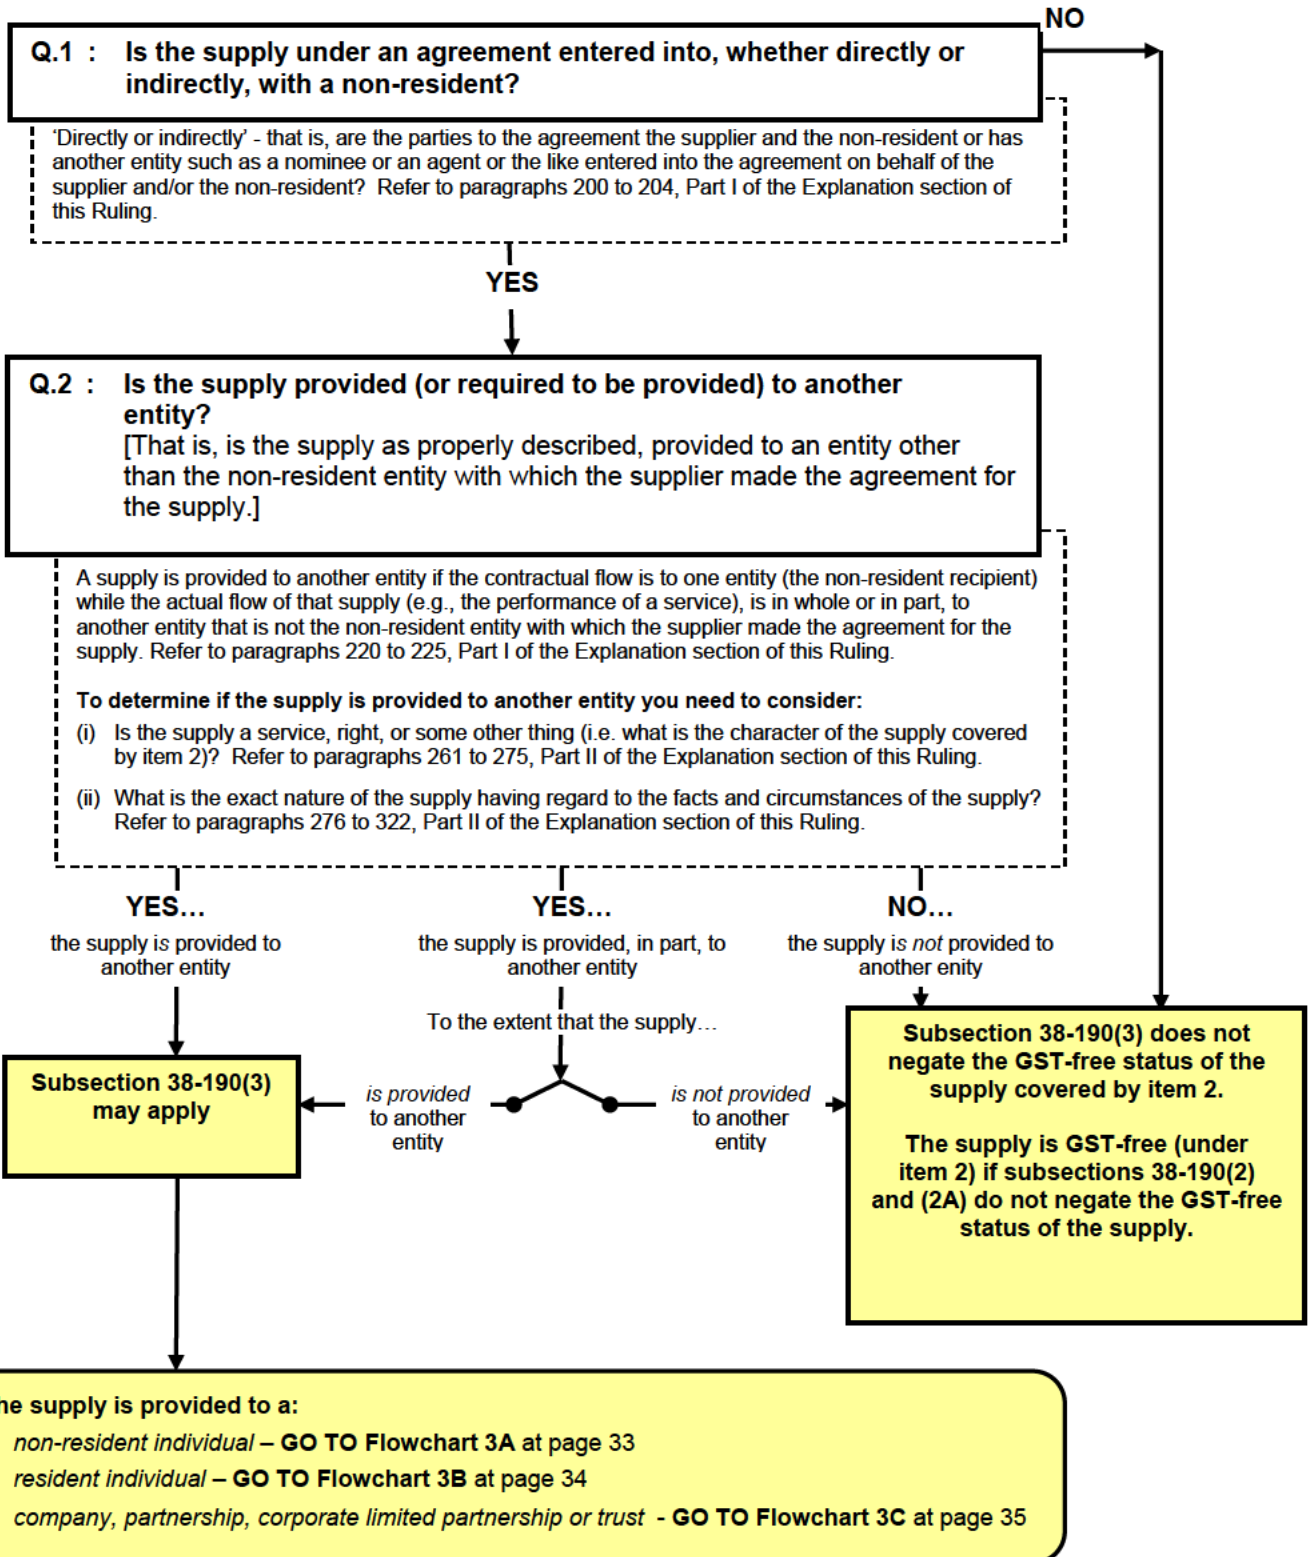 NO
Q.1 : Is the supply under an agreement entered into, whether directly or
indirectly, with a non-resident?
'Directly or indirectly' - that is, are the parties to the agreement the supplier and the non-resident or has
another entity such as a nominee or an agent or the like entered into the agreement on behalf of the
supplier and/or the non-resident? Refer to paragraphs 200 to 204, Part I of the Explanation section of
this Ruling.
YES
Q.2 : Is the supply provided (or required to be provided) to another
entity?
[That is, is the supply as properly described, provided to an entity other
than the non-resident entity with which the supplier made the agreement for
the supply.]
A supply is provided to another entity if the contractual flow is to one entity (the non-resident recipient)
while the actual flow of that supply (e.g., the performance of a service), is in whole or in part, to
another entity that is not the non-resident entity with which the supplier made the agreement for the
supply. Refer to paragraphs 220 to 225, Part I of the Explanation section of this Ruling.
To determine if the supply is provided to another entity you need to consider:
(i) Is the supply a service, right, or some other thing (i.e. what is the character of the supply covered
by item 2)? Refer to paragraphs 261 to 275, Part II of the Explanation section of this Ruling.
(ii) What is the exact nature of the supply having regard to the facts and circumstances of the supply?
Refer to paragraphs 276 to 322, Part II of the Explanation section of this Ruling.
YES...
the supply is provided to
another entity
YES...
the supply is provided, in part, to
another entity
NO...
the supply is not provided to
another enity
To the extent that the supply...
Subsection 38-190(3)
may apply
is provided
to another
entity
is not provided
to another
entity
Subsection 38-190(3) does not
negate the GST-free status of the
supply covered by item 2.
The supply is GST-free (under
item 2) if subsections 38-190(2)
and (2A) do not negate the GST-free
status of the supply.
he supply is provided to a:
non-resident individual – GO TO Flowchart 3A at page 33
resident individual – GO TO Flowchart 3B at page 34
company, partnership, corporate limited partnership or trust - GO TO Flowchart 3C at page 35